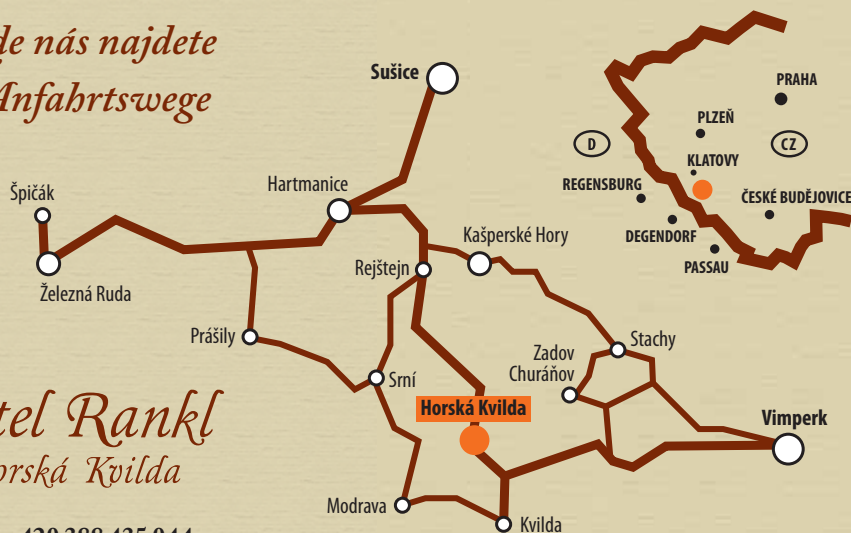 de nás najdete
Anfahrtswege
Sušice
Hartmanice
Špičák
Železná Ruda
Kašperské Hory
Rejštejn
Prášily
Srní
Zadov
Churáňov
Stachy
Horská Kvilda
Vimperk
Modrava
Kvilda
PRAHA
PLZEŇ
D
CZ
KLATOVY
REGENSBURG
ČESKÉ BUDĚJOVICE
DEGENDORF
PASSAU
tel Rankl
orská Kvilda